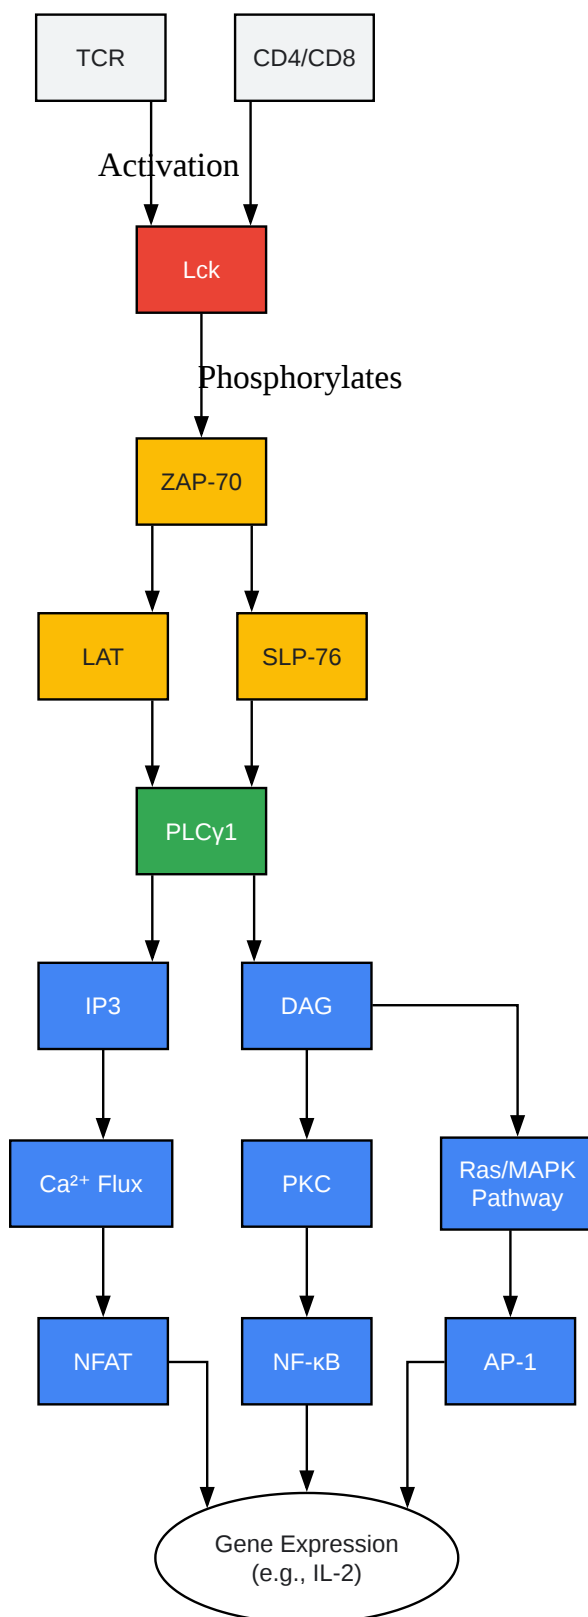 TCR
CD4/CD8
Activation
Lck
Phosphorylates
ZAP-70
LAT
SLP-76
PLCγ1
IP3
DAG
Ca²⁺ Flux
PKC
Ras/MAPK
Pathway
NFAT
NF-κB
AP-1
Gene Expression
(e.g., IL-2)